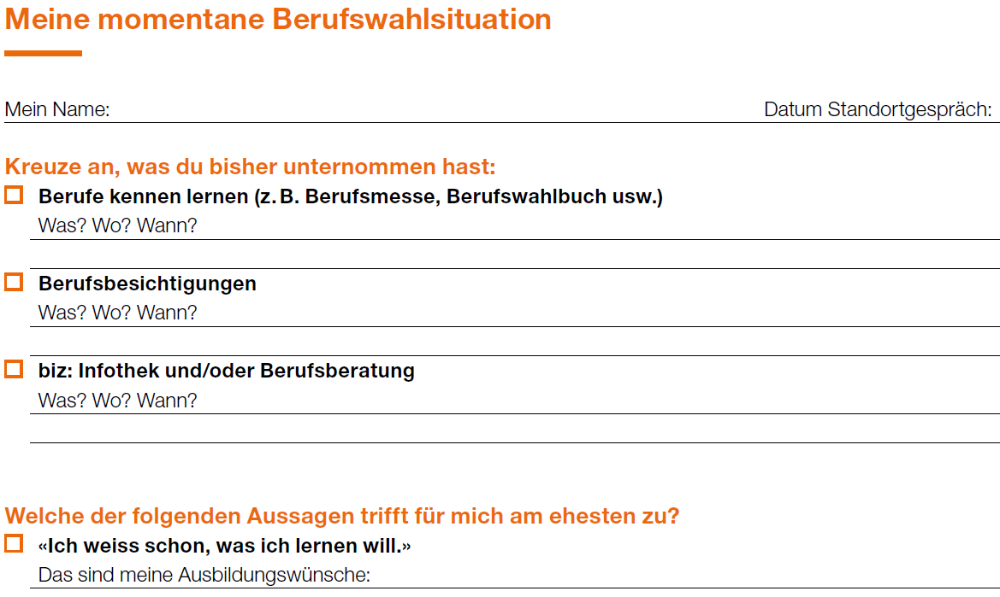 Meine momentane Berufswahlsituation
Mein Name: Datum Standortgespräch:
Kreuze an, was du bisher unternommen hast:
Berufe kennen lernen (z. B. Berufsmesse, Berufswahlbuch usw.)
Was? Wo? Wann?
Berufsbesichtigungen
Was? Wo? Wann?
biz: Infothek und/oder Berufsberatung
Was? Wo? Wann?
Welche der folgenden Aussagen trifft für mich am ehesten zu?
«Ich weiss schon, was ich lernen will.»
Das sind meine Ausbildungswünsche: